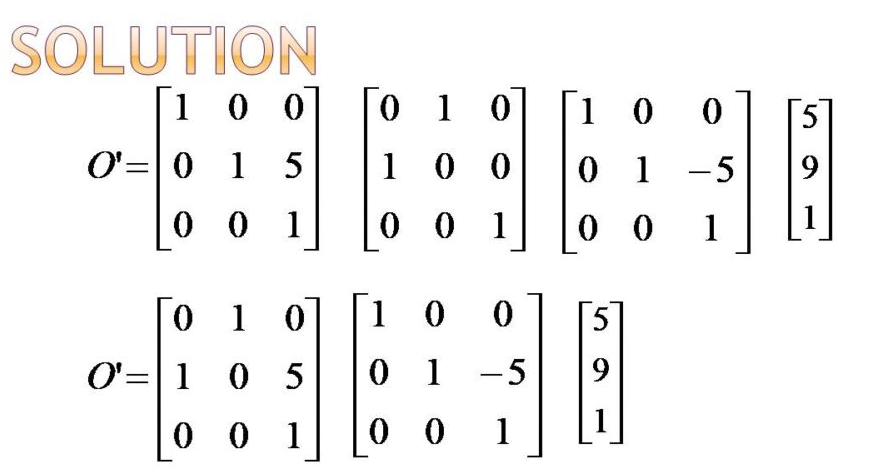 SOLUTION
O'= [1 0 0] [0 1 0] [1 0 0] [5]
[0 1 5] [1 0 0] [0 1 -5] [9]
[0 0 1] [0 0 1] [0 0 1] [1]
O'= [0 1 0] [1 0 0] [5]
[1 0 5] [0 1 -5] [9]
[0 0 1] [0 0 1] [1]